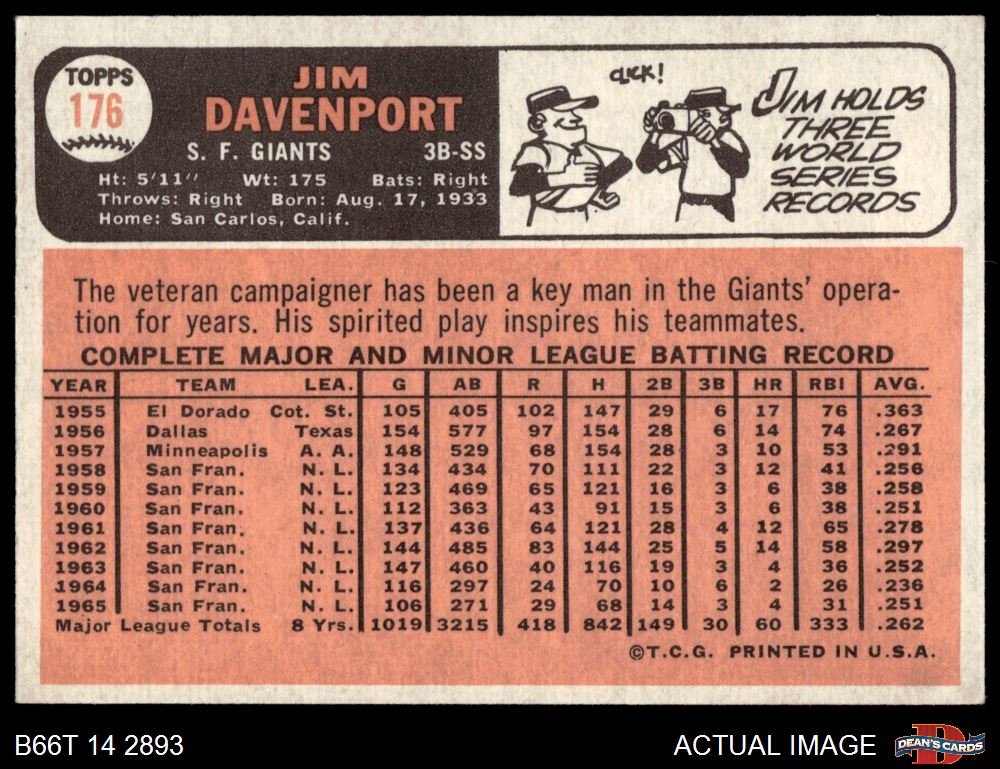 TOPPS
176
JIM
DAVENPORT
S. F. GIANTS 3B-SS
Ht: 5'11" Wt: 175 Bats: Right
Throws: Right Born: Aug. 17, 1933
Home: San Carlos, Calif.
CLICK!
JIM HOLDS
THREE
WORLD
SERIES
RECORDS
The veteran campaigner has been a key man in the Giants' opera-
tion for years. His spirited play inspires his teammates.
COMPLETE MAJOR AND MINOR LEAGUE BATTING RECORD
YEAR TEAM LEA. G AB R H 2B 3B HR RBI AVG.
1955 El Dorado Cot. St. 105 405 102 147 29 6 17 76 .363
1956 Dallas Texas 154 577 97 154 28 6 14 74 .267
1957 Minneapolis A. A. 148 529 68 154 28 3 10 53 .291
1958 San Fran. N. L. 134 434 70 111 22 3 12 41 .256
1959 San Fran. N. L. 123 469 65 121 16 3 6 38 .258
1960 San Fran. N. L. 112 363 43 91 15 3 6 38 .251
1961 San Fran. N. L. 137 436 64 121 28 4 12 65 .278
1962 San Fran. N. L. 144 485 83 144 25 5 14 58 .297
1963 San Fran. N. L. 147 460 40 116 19 3 4 36 .252
1964 San Fran. N. L. 116 297 24 70 10 6 2 26 .236
1965 San Fran. N. L. 106 271 29 68 14 3 4 31 .251
Major League Totals 8 Yrs. 1019 3215 418 842 149 30 60 333 .262
©T.C.G. PRINTED IN U.S.A.
B66T 14 2893
ACTUAL IMAGE
D
DEAN'S CARDS